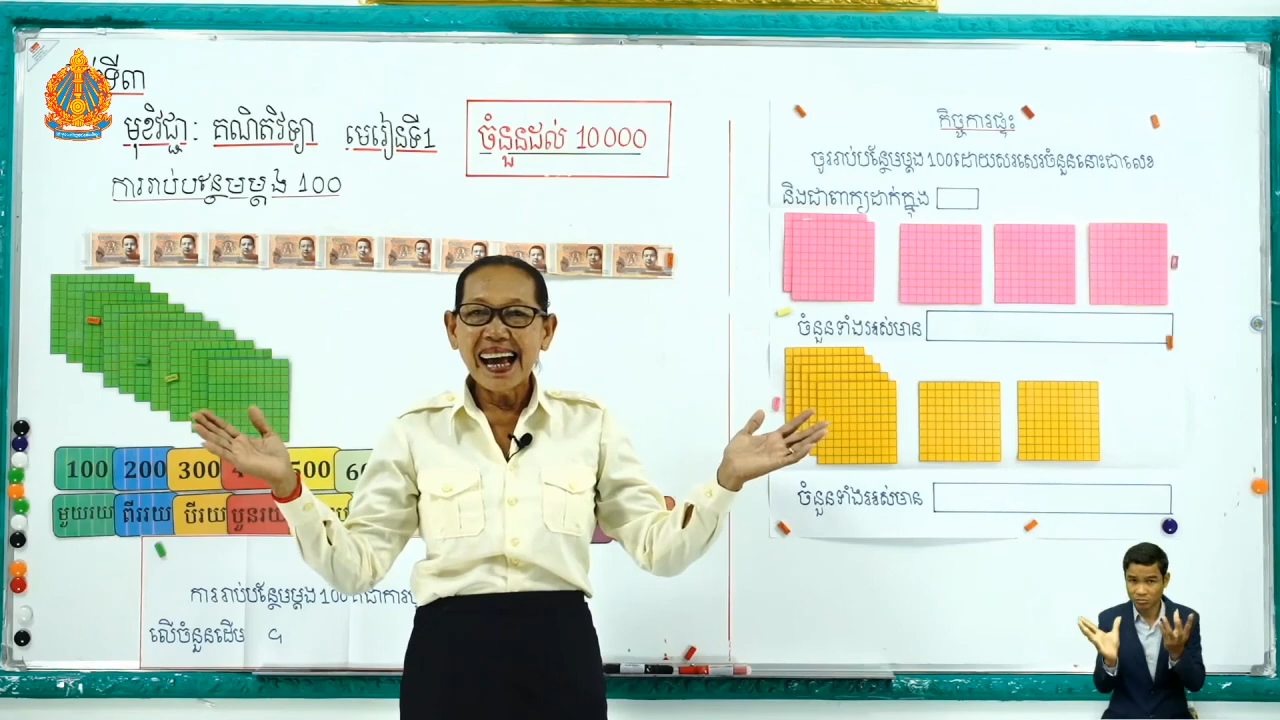 ទី៣
មុខវិជ្ជា: គណិតវិទ្យា មេរៀនទី1 ចំនួនដល់ 10000
ការរាប់បន្ថែមម្តង 100
100 200 300 500
មួយរយ ពីររយ បីរយ បួនរយ
ការរាប់បន្ថែមម្តង 100 គឺជាការ
លើចំនួនដើម
កិច្ចការផ្ទះ
ចូររាប់បន្ថែមម្តង 100ដោយសរសេរចំនួននោះជាលេខ
និងជាពាក្យដាក់ក្នុង
ចំនួនទាំងអស់មាន
ចំនួនទាំងអស់មាន